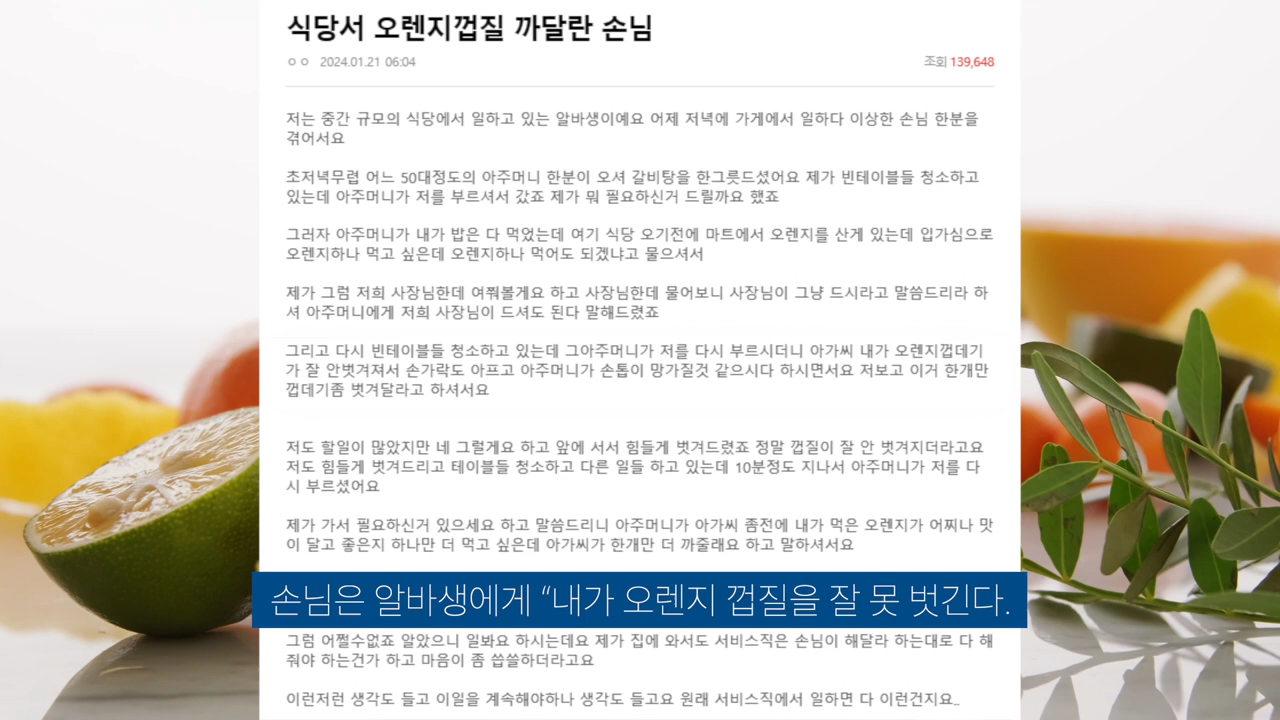 식당서 오렌지껍질 까달란 손님
ㅇㅇ 2024.01.21 06:04 조회 139,648
저는 중간 규모의 식당에서 일하고 있는 알바생이예요 어제 저녁에 가게에서 일하다 이상한 손님 한분을
겪어서요
초저녁무렵 어느 50대정도의 아주머니 한분이 오셔 갈비탕을 한그릇드셨어요 제가 빈테이블들 청소하고
있는데 아주머니가 저를 부르셔서 갔죠 제가 뭐 필요하신거 드릴까요 했죠
그러자 아주머니가 내가 밥은 다 먹었는데 여기 식당 오기전에 마트에서 오렌지를 산게 있는데 입가심으로
오렌지하나 먹고 싶은데 오렌지하나 먹어도 되겠냐고 물으셔서
제가 그럼 저희 사장님한데 여쭤볼게요 하고 사장님한데 물어보니 사장님이 그냥 드시라고 말씀드리라 하
셔 아주머니에게 저희 사장님이 드셔도 된다 말해드렸죠
그리고 다시 빈테이블들 청소하고 있는데 그아주머니가 저를 다시 부르시더니 아가씨 내가 오렌지껍데기
가 잘 안벗겨져서 손가락도 아프고 아주머니가 손톱이 망가질것 같으시다 하시면서요 저보고 이거 한개만
껍데기좀 벗겨달라고 하셔서요
저도 할일이 많았지만 네 그럴게요 하고 앞에 서서 힘들게 벗겨드렸죠 정말 껍질이 잘 안 벗겨지더라고요
저도 힘들게 벗겨드리고 테이블들 청소하고 다른 일들 하고 있는데 10분정도 지나서 아주머니가 저를 다
시 부르셨어요
제가 가서 필요하신거 있으세요 하고 말씀드리니 아주머니가 아가씨 좀전에 내가 먹은 오렌지가 어찌나 맛
이 달고 좋은지 하나만 더 먹고 싶은데 아가씨가 한개만 더 까줄래요 하고 말하셔서요
손님은 알바생에게 “내가 오렌지 껍질을 잘 못 벗긴다.
그럼 어쩔수없죠 알았으니 일봐요 하시는데요 제가 집에 와서도 서비스직은 손님이 해달라 하는대로 다 해
줘야 하는건가 하고 마음이 좀 씁쓸하더라고요
이런저런 생각도 들고 이일을 계속해야하나 생각도 들고요 원래 서비스직에서 일하면 다 이런건지요..